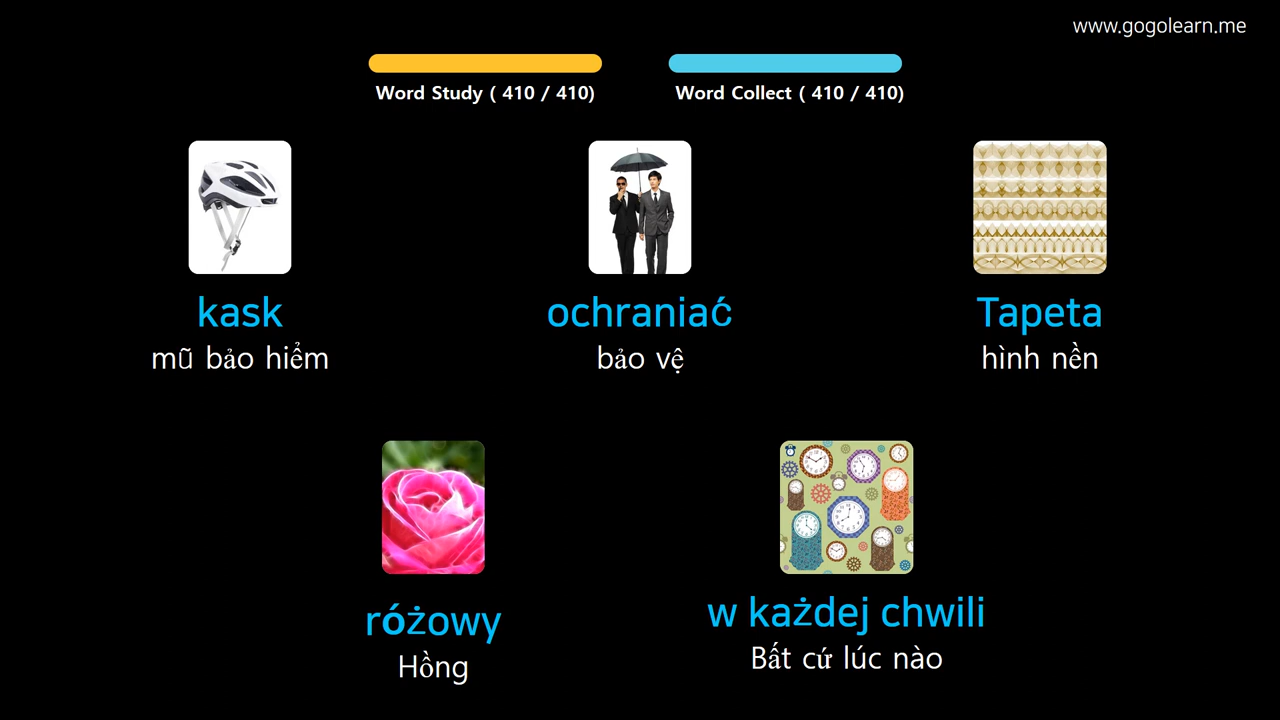 www.gogolearn.me
Word Study ( 410 / 410)
Word Collect ( 410 / 410)
kask
mũ bảo hiểm
ochraniać
bảo vệ
Tapeta
hình nền
różowy
Hồng
w każdej chwili
Bất cứ lúc nào